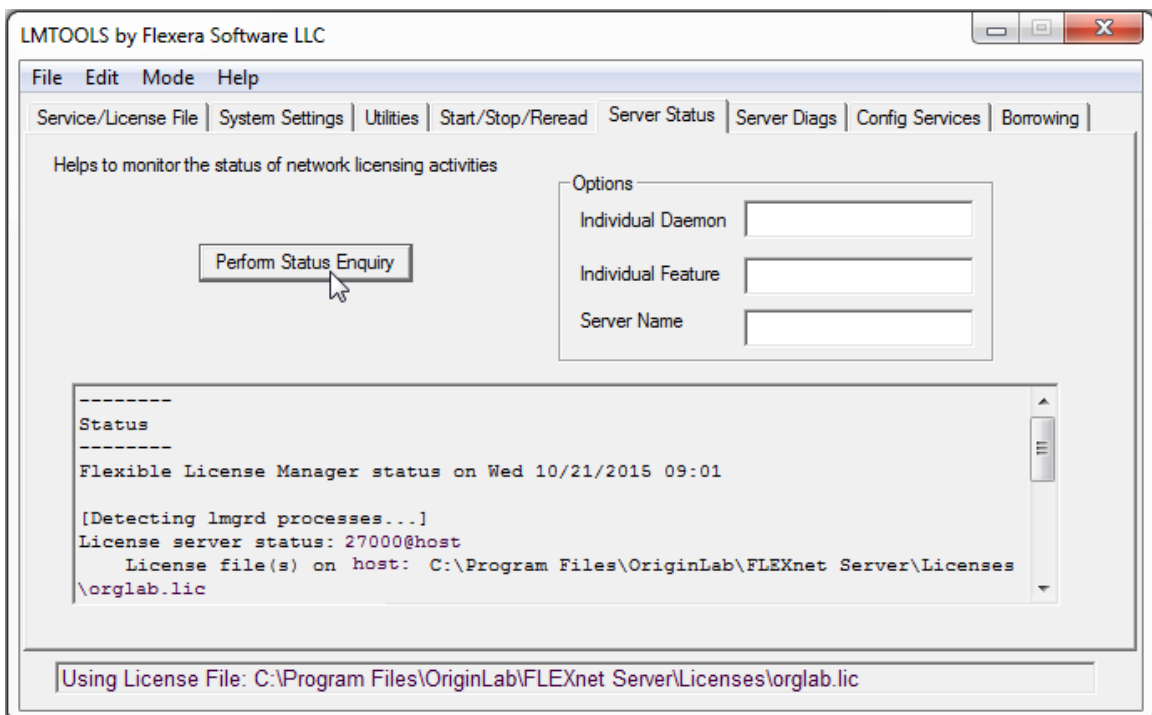 LMTOOLS by Flexera Software LLC
File Edit Mode Help
Service/License File System Settings Utilities Start/Stop/Reread Server Status Server Diags Config Services Borrowing
Helps to monitor the status of network licensing activities
Options
Individual Daemon
Perform Status Enquiry
Individual Feature
Server Name
--------
Status
--------
Flexible License Manager status on Wed 10/21/2015 09:01
[Detecting lmgrd processes...]
License server status: 27000@host
License file(s) on host: C:\Program Files\OriginLab\FLEXnet Server\Licenses
\orglab.lic
Using License File: C:\Program Files\OriginLab\FLEXnet Server\Licenses\orglab.lic